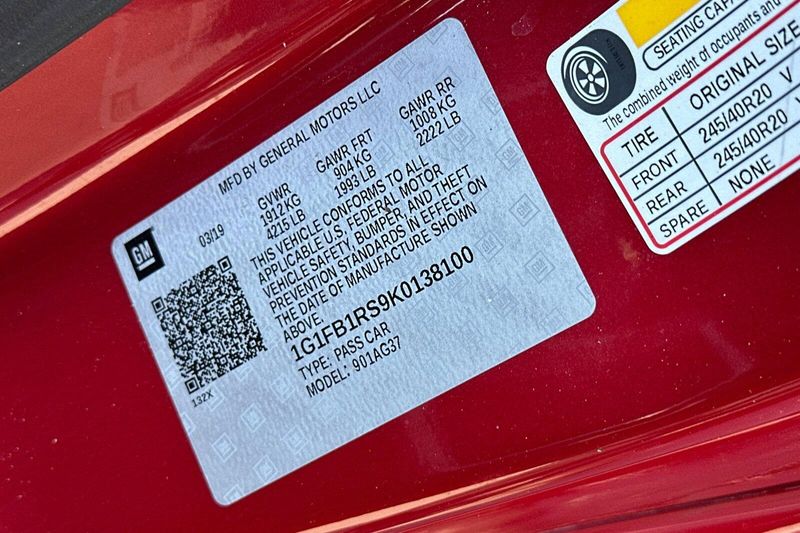 MFD BY GENERAL MOTORS LLC
03/19
GVWR GAWR FRT GAWR RR
1912 KG 904 KG 1008 KG
4215 LB 1993 LB 2222 LB
THIS VEHICLE CONFORMS TO ALL
APPLICABLE U.S. FEDERAL MOTOR
VEHICLE SAFETY, BUMPER, AND THEFT
PREVENTION STANDARDS IN EFFECT ON
THE DATE OF MANUFACTURE SHOWN
ABOVE.
1G1FB1RS9K0138100
TYPE: PASS CAR
MODEL: 901AG37
GM
132X
SEATING
The combined weight of occupants and
TIRE ORIGINAL SIZE
FRONT 245/40R20 V
REAR 245/40R20
SPARE NONE